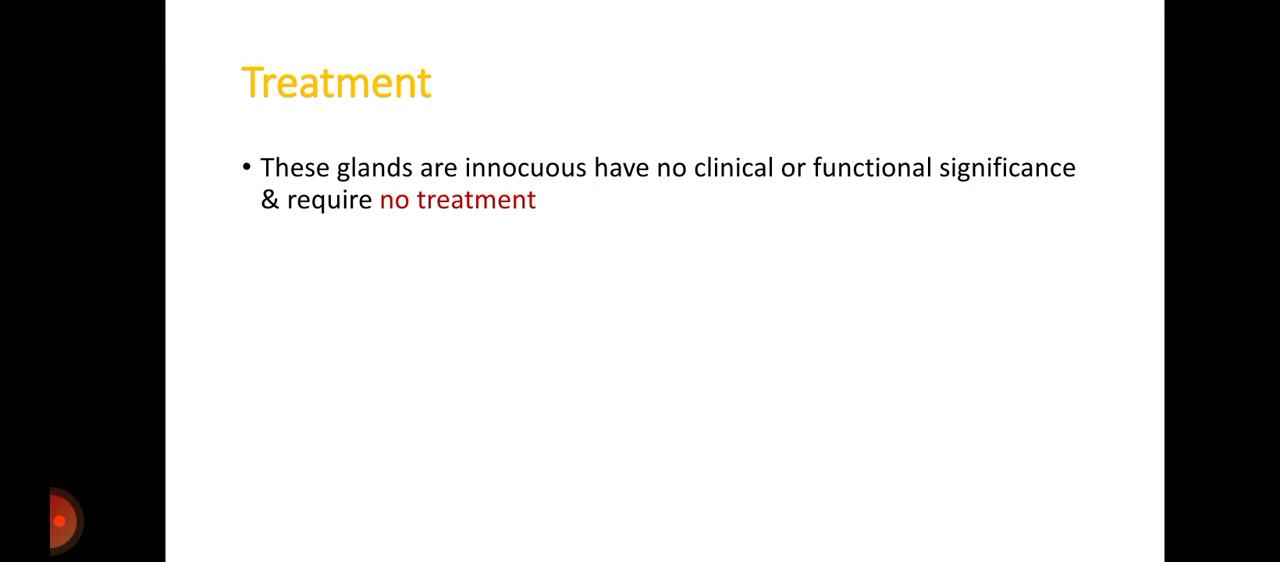 Treatment
• These glands are innocuous have no clinical or functional significance
& require no treatment